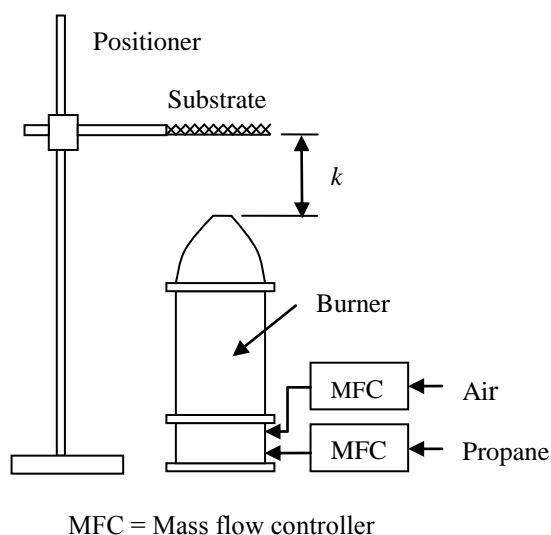 Positioner
Substrate
k
Burner
MFC
Air
MFC
Propane
MFC = Mass flow controller